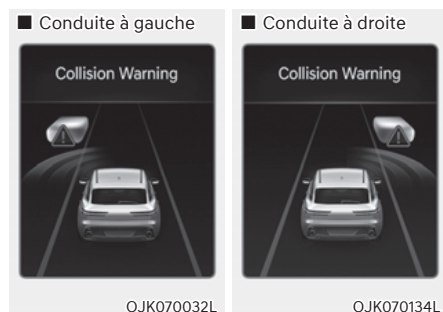 ■ Conduite à gauche
Collision Warning
OJK070032L
■ Conduite à droite
Collision Warning
OJK070134L